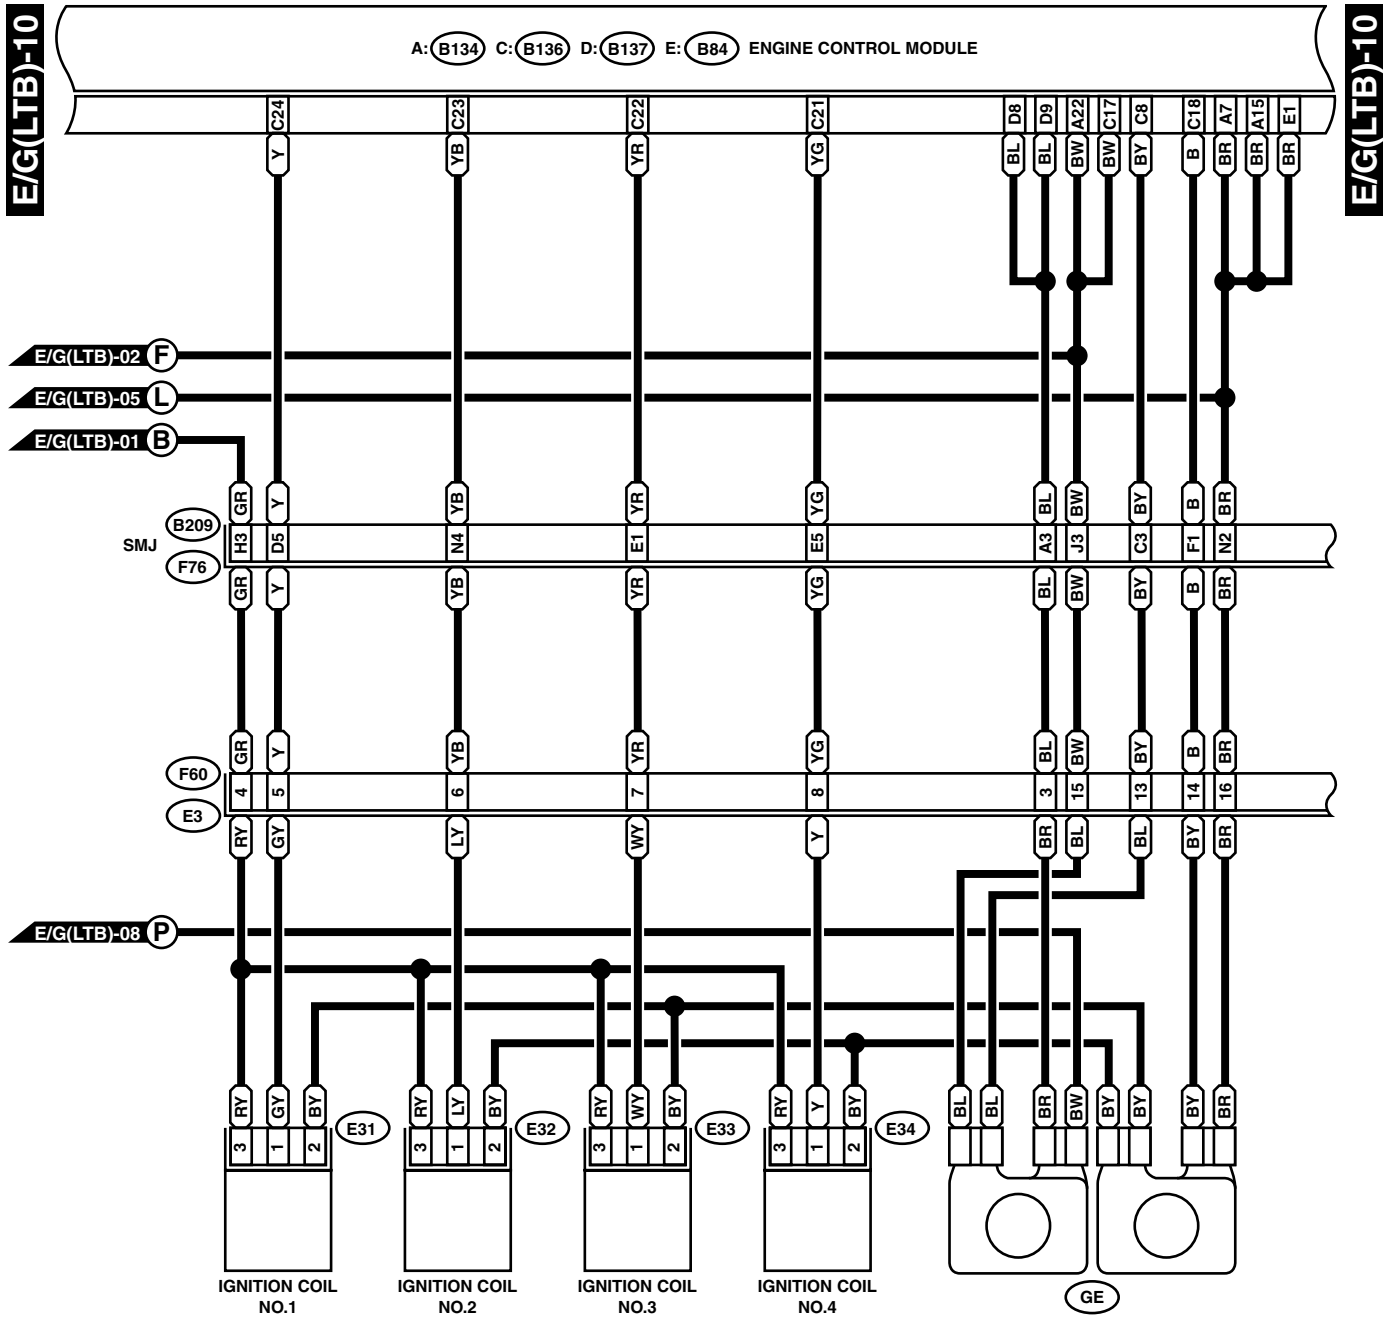 E/G(LTB)-10
E/G(LTB)-10
A: B134 C: B136 D: B137 E: B84 ENGINE CONTROL MODULE
C24 C23 C22 C21 D8 D9 A22 C17 C8 C18 A7 A15 E1
Y YB YR YG BL BL BW BW BY B BR BR BR
E/G(LTB)-02 F
E/G(LTB)-05 L
E/G(LTB)-01 B
GR Y YB YR YG BL BW BY B BR
B209
SMJ
H3 D5 N4 E1 E5 A3 J3 C3 F1 N2
F76
GR Y YB YR YG BL BW BY B BR
GR Y YB YR YG BL BW BY B BR
F60
4 5 6 7 8 3 15 13 14 16
E3
RY GY LY WY Y BR BL BL BY BR
E/G(LTB)-08 P
RY GY BY RY LY BY RY WY BY RY Y BY BL BL BR BW BY BY BY BR
E31 E32 E33 E34
3 1 2 3 1 2 3 1 2 3 1 2
IGNITION COIL IGNITION COIL IGNITION COIL IGNITION COIL
NO.1 NO.2 NO.3 NO.4
GE